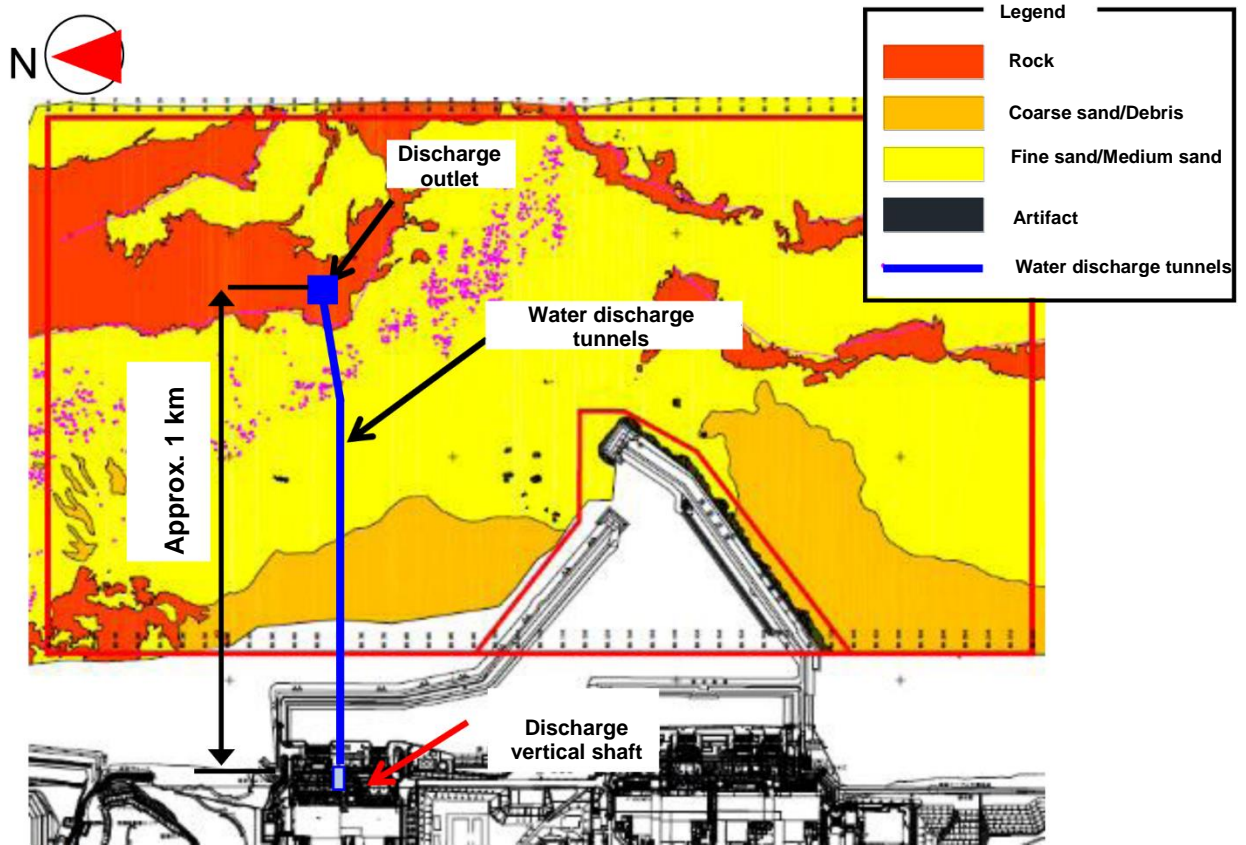 Legend
N
Rock
Coarse sand/Debris
Discharge
outlet
Fine sand/Medium sand
Artifact
Water discharge tunnels
Water discharge
tunnels
Approx. 1 km
Discharge
vertical shaft